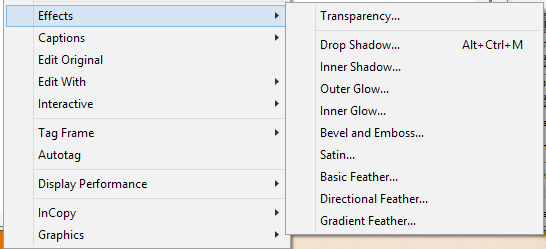 Effects
Captions
Edit Original
Edit With
Interactive
Tag Frame
Autotag
Display Performance
InCopy
Graphics
Transparency...
Drop Shadow... Alt+Ctrl+M
Inner Shadow...
Outer Glow...
Inner Glow...
Bevel and Emboss...
Satin...
Basic Feather...
Directional Feather...
Gradient Feather...